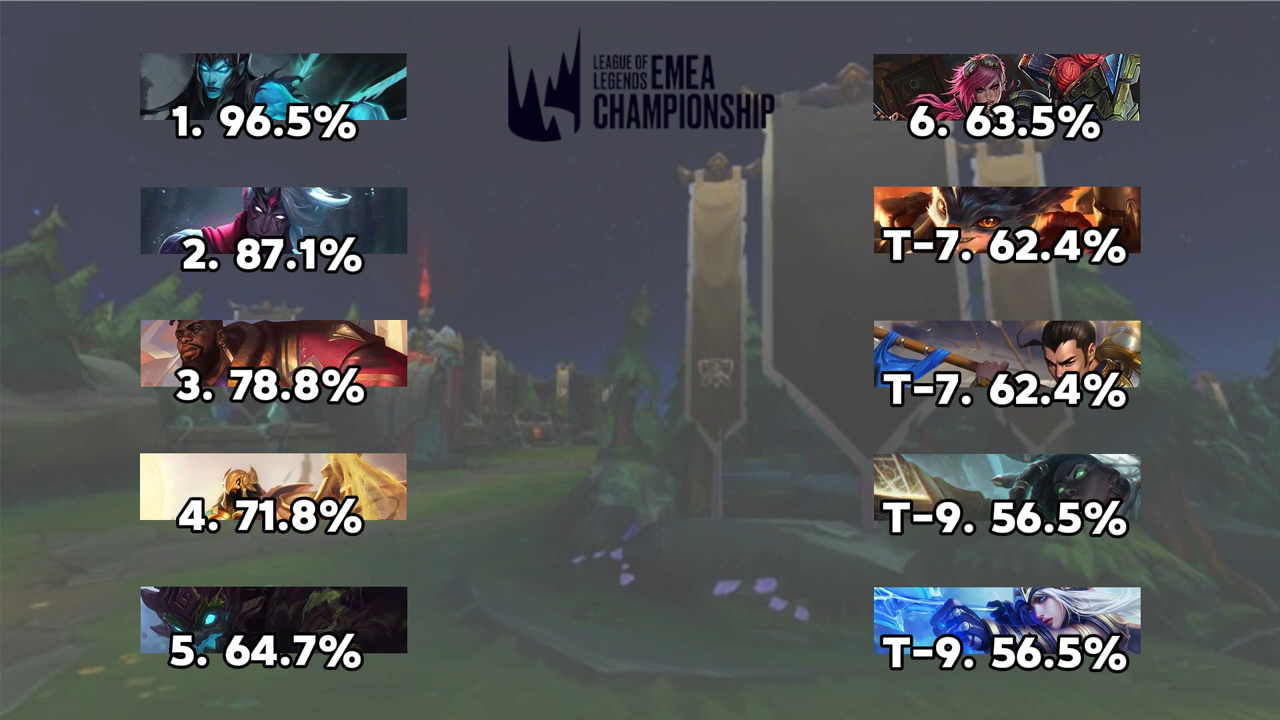 LEAGUE OF
LEGENDS EMEA
CHAMPIONSHIP
1. 96.5%
2. 87.1%
3. 78.8%
4. 71.8%
5. 64.7%
6. 63.5%
T-7. 62.4%
T-7. 62.4%
T-9. 56.5%
T-9. 56.5%